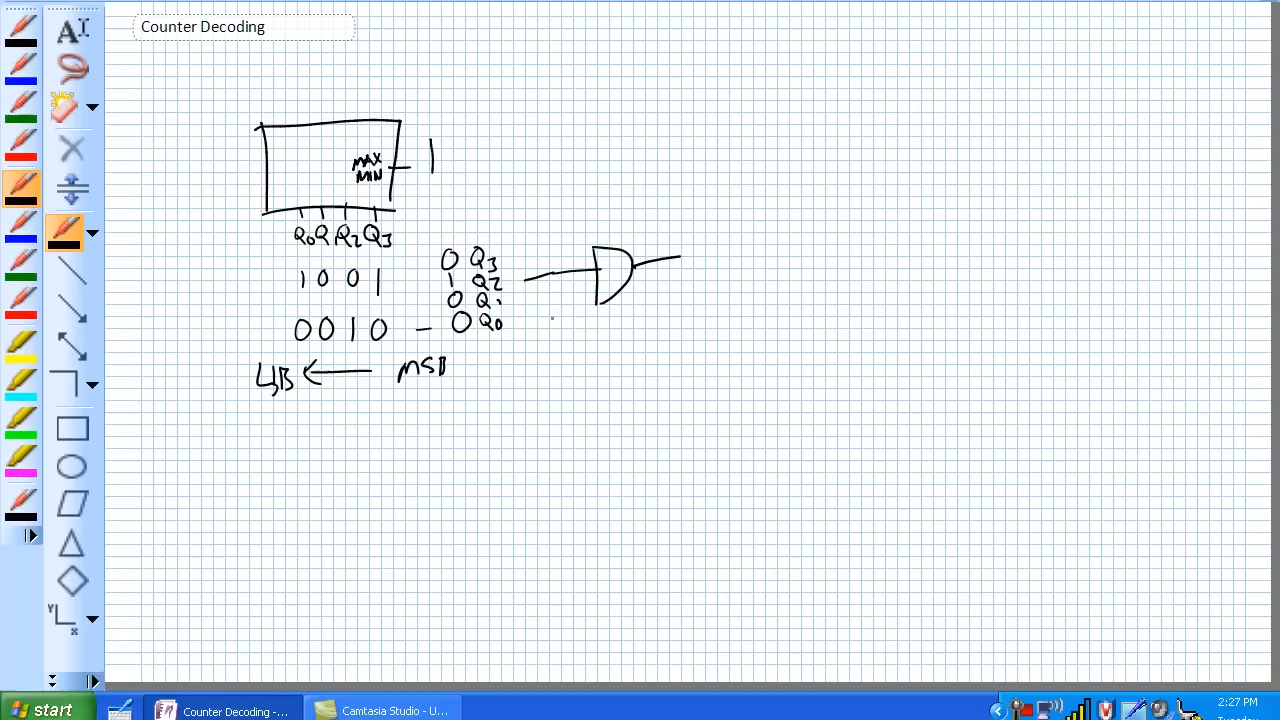 Counter Decoding
A
MAX
MIN
1
Q0 Q1 Q2 Q3
1 0 0 1
0 Q3
1 Q2
0 Q1
0 0 1 0 - 0 Q0
LSB ← MSB
start
Counter Decoding -...
Camtasia Studio - U...
2:27 PM
Tuesday